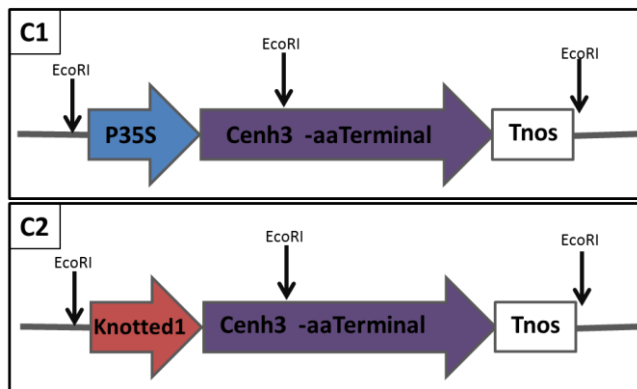 C1
EcoRI
EcoRI
EcoRI
P35S
Cenh3 -aaTerminal
Tnos
C2
EcoRI
EcoRI
EcoRI
Knotted1
Cenh3 -aaTerminal
Tnos